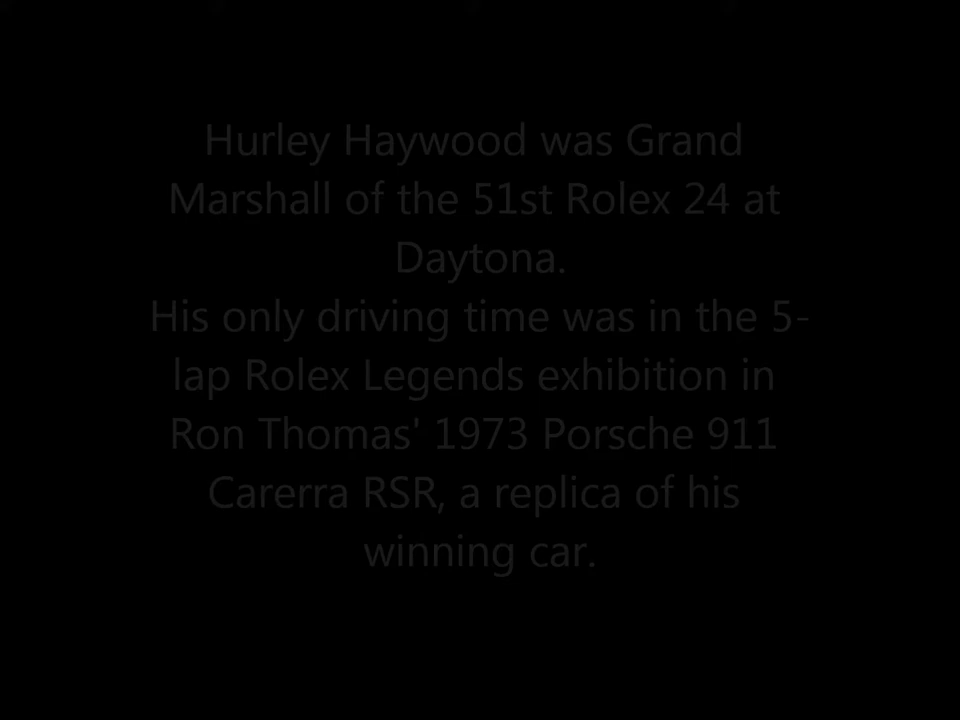 Hurley Haywood was Grand
Marshall of the 51st Rolex 24 at
Daytona.
His only driving time was in the 5-
lap Rolex Legends exhibition in
Ron Thomas' 1973 Porsche 911
Carerra RSR, a replica of his
winning car.